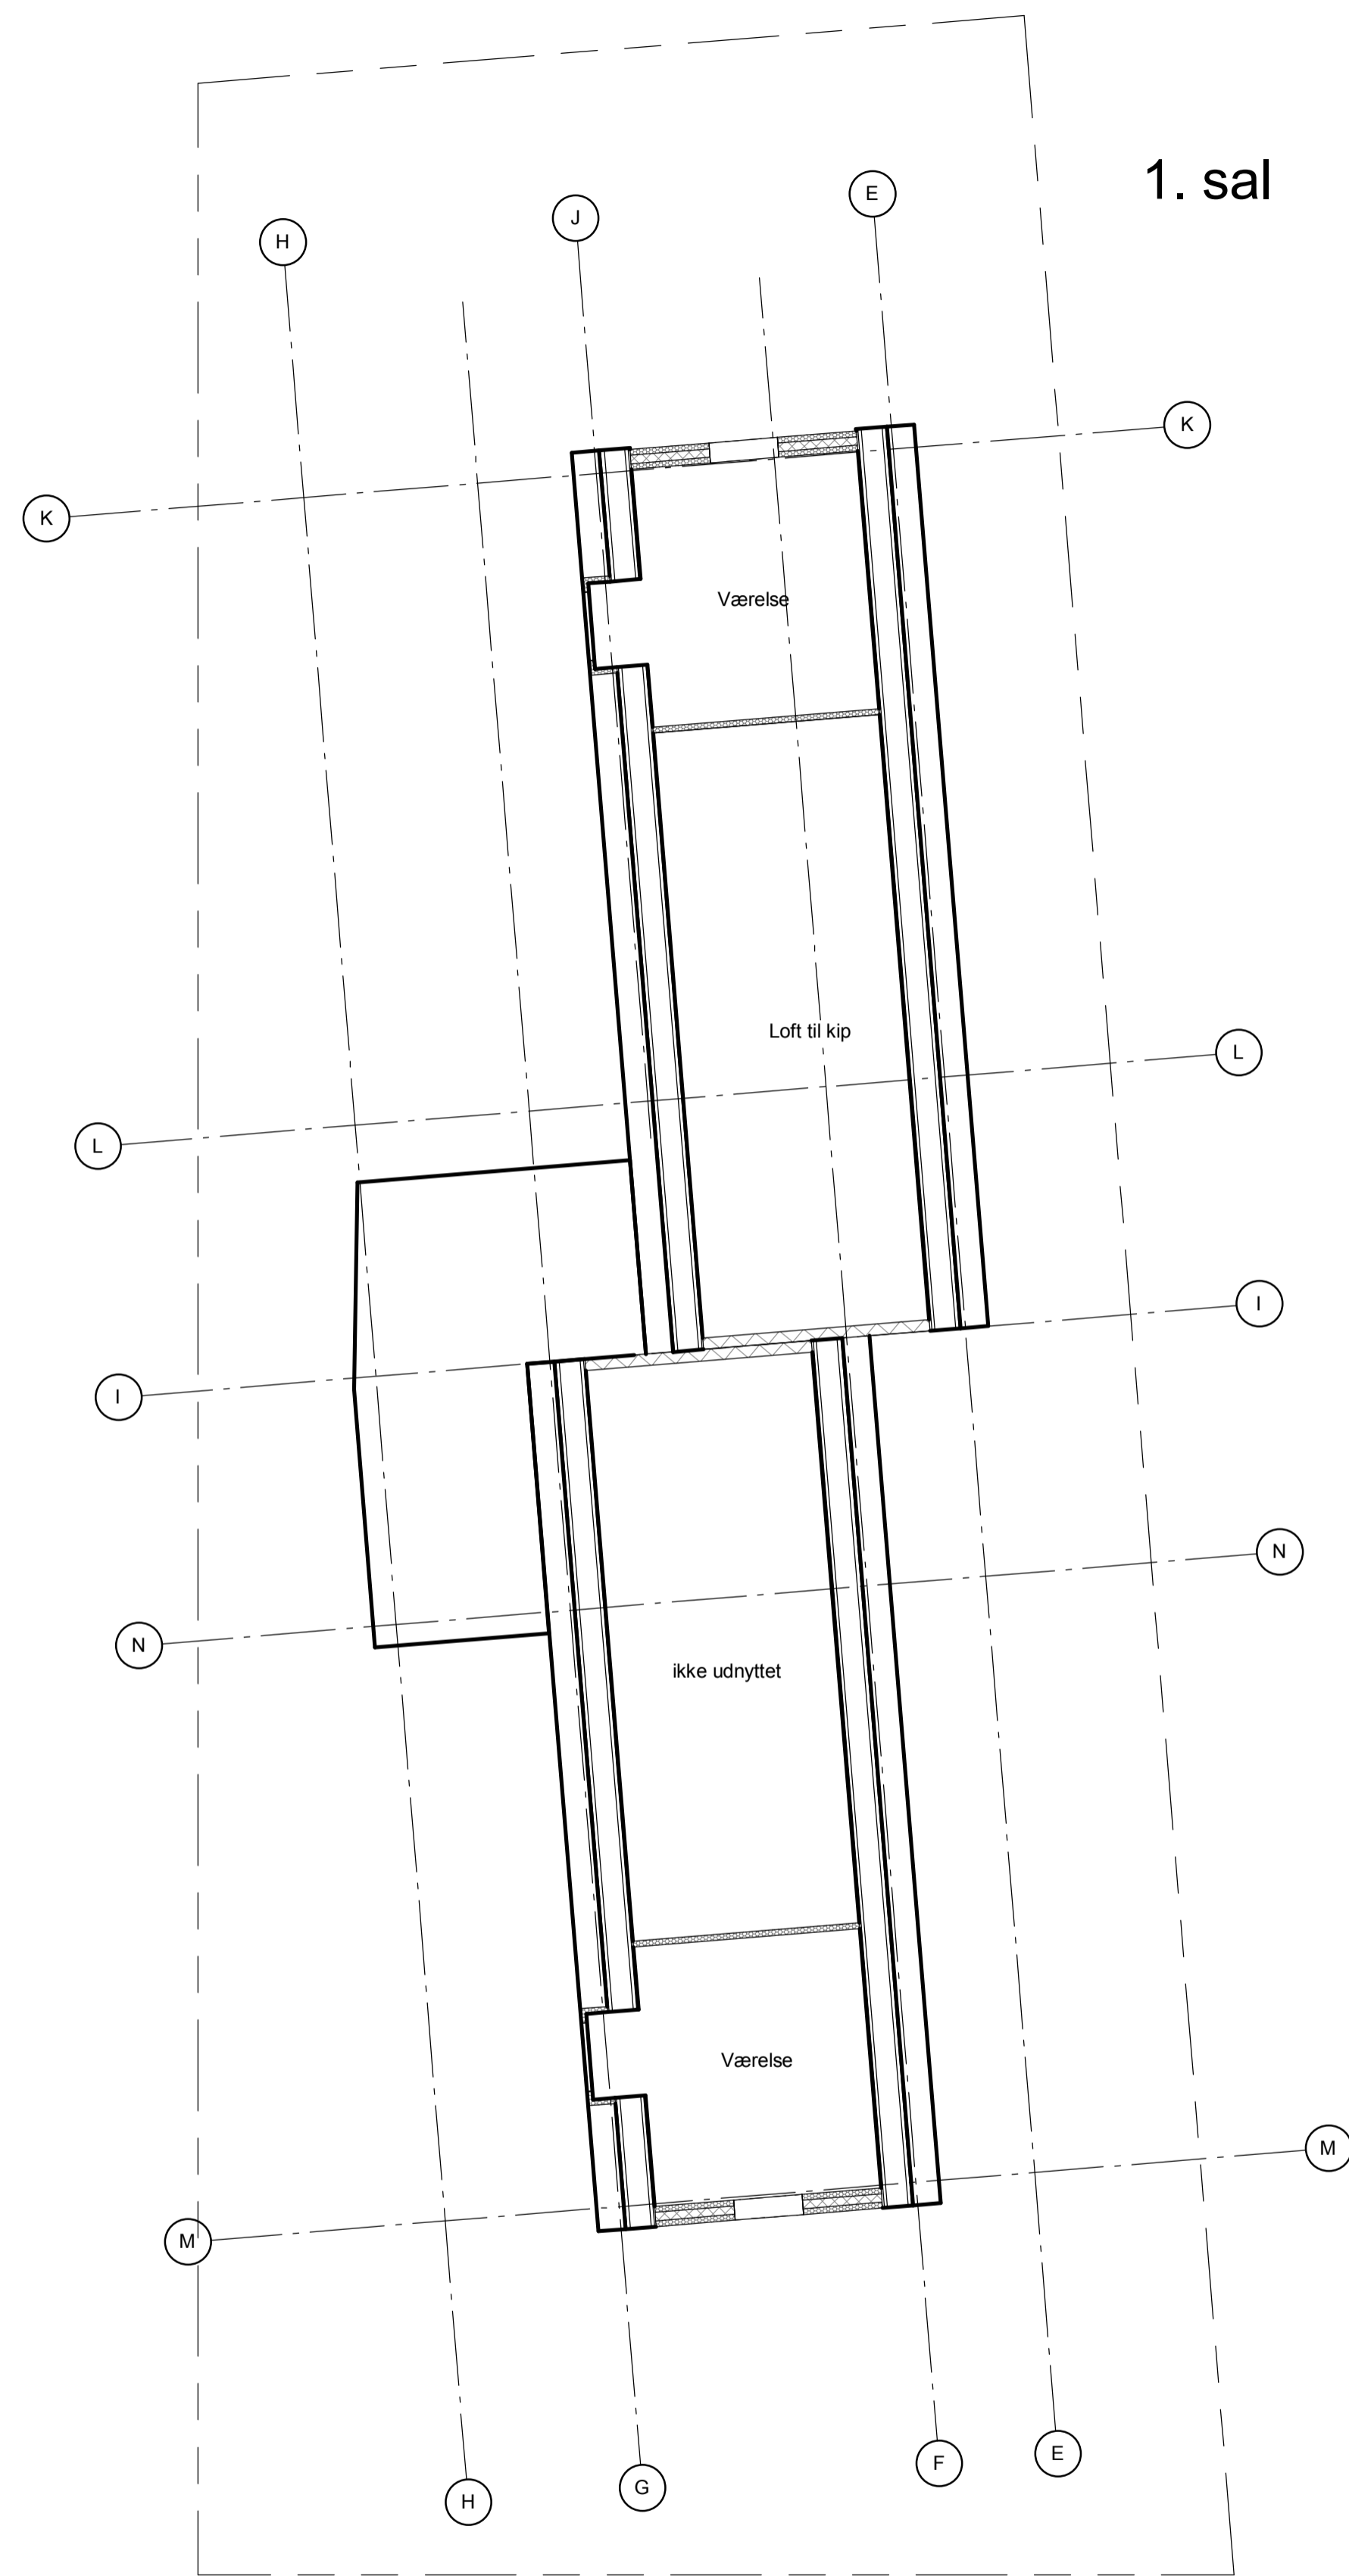 1. sal
E
J
H
K
K
Værelse
Loft til kip
L
L
I
I
N
N
ikke udnyttet
Værelse
M
M
E
F
G
H